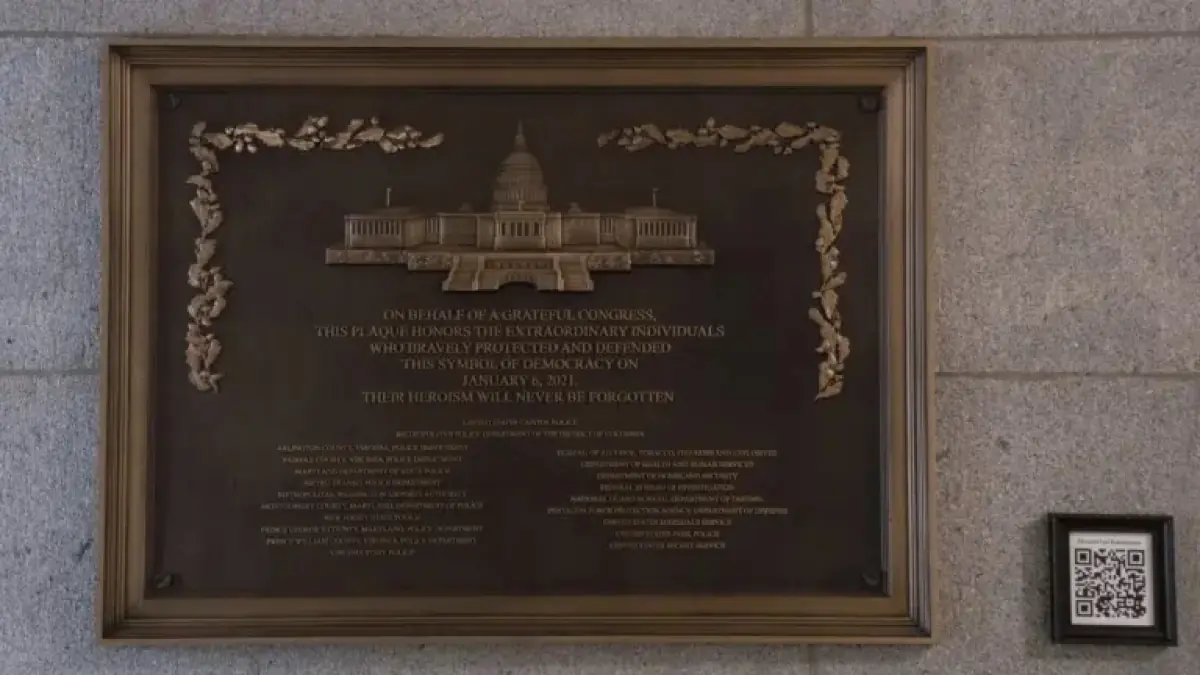 ON BEHALF OF A GRATEFUL CONGRESS,
THIS PLAQUE HONORS THE EXTRAORDINARY INDIVIDUALS
WHO BRAVELY PROTECTED AND DEFENDED
THIS SYMBOL OF DEMOCRACY ON
JANUARY 6, 2021.
THEIR HEROISM WILL NEVER BE FORGOTTEN
UNITED STATES CAPITOL POLICE
METROPOLITAN POLICE DEPARTMENT OF THE DISTRICT OF COLUMBIA
ARLINGTON COUNTY, VIRGINIA, POLICE DEPARTMENT
FAIRFAX COUNTY, VIRGINIA, POLICE DEPARTMENT
MARYLAND DEPARTMENT OF STATE POLICE
METRO TRANSIT POLICE DEPARTMENT
METROPOLITAN WASHINGTON AIRPORTS AUTHORITY
MONTGOMERY COUNTY, MARYLAND, DEPARTMENT OF POLICE
NEW JERSEY STATE POLICE
PRINCE GEORGE'S COUNTY, MARYLAND, POLICE DEPARTMENT
PRINCE WILLIAM COUNTY, VIRGINIA, POLICE DEPARTMENT
VIRGINIA STATE POLICE
BUREAU OF ALCOHOL, TOBACCO, FIREARMS AND EXPLOSIVES
DEPARTMENT OF HEALTH AND HUMAN SERVICES
DEPARTMENT OF HOMELAND SECURITY
FEDERAL BUREAU OF INVESTIGATION
NATIONAL GUARD BUREAU, DEPARTMENT OF DEFENSE
PENTAGON FORCE PROTECTION AGENCY, DEPARTMENT OF DEFENSE
UNITED STATES MARSHALS SERVICE
UNITED STATES PARK POLICE
UNITED STATES SECRET SERVICE